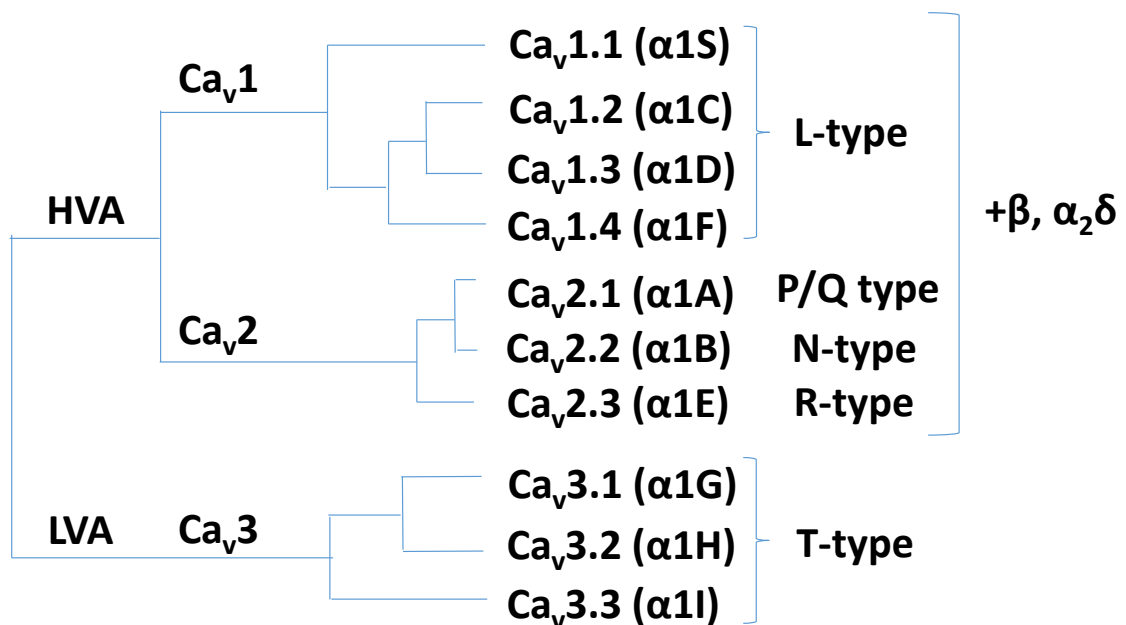 Caᵥ1.1 (α1S)
Caᵥ1
Caᵥ1.2 (α1C)
L-type
Caᵥ1.3 (α1D)
HVA
Caᵥ1.4 (α1F)
+β, α₂δ
Caᵥ2.1 (α1A) P/Q type
Caᵥ2
Caᵥ2.2 (α1B) N-type
Caᵥ2.3 (α1E) R-type
Caᵥ3.1 (α1G)
LVA Caᵥ3
Caᵥ3.2 (α1H) T-type
Caᵥ3.3 (α1I)